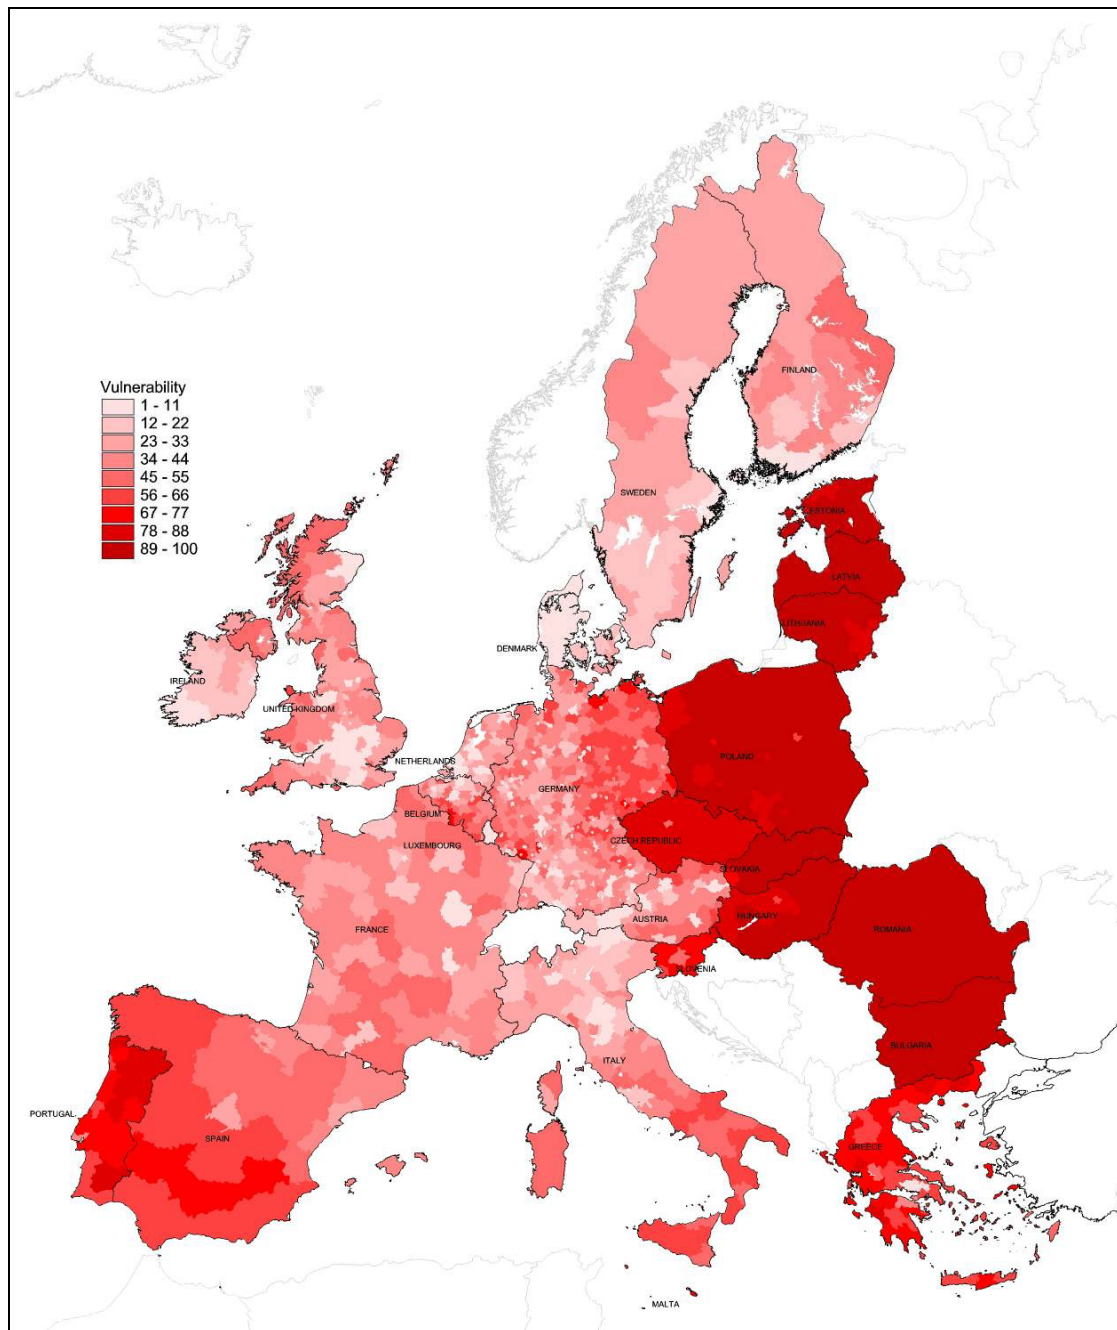 Vulnerability
1 - 11
12 - 22
23 - 33
34 - 44
45 - 55
56 - 66
67 - 77
78 - 88
89 - 100
FINLAND
SWEDEN
ESTONIA
LATVIA
LITHUANIA
DENMARK
IRELAND
UNITED KINGDOM
NETHERLANDS
POLAND
GERMANY
BELGIUM
CZECH REPUBLIC
LUXEMBOURG
SLOVAKIA
HUNGARY
AUSTRIA
FRANCE
ROMANIA
SLOVENIA
BULGARIA
ITALY
PORTUGAL
SPAIN
GREECE
MALTA